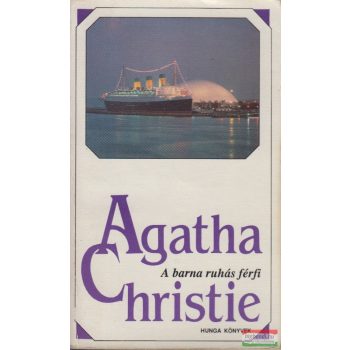 Agatha
A barna ruhás férfi
Christie
HUNGA KÖNYVEK